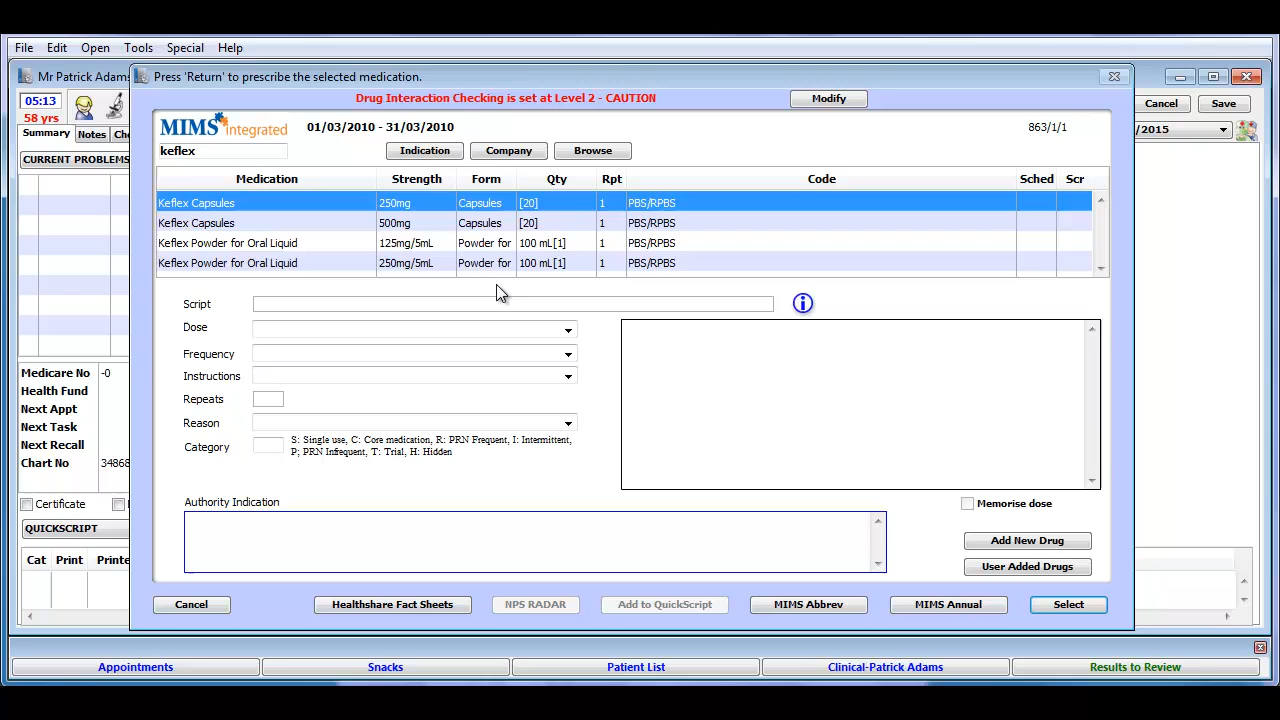 File Edit Open Tools Special Help
Mr Patrick Adams
Press 'Return' to prescribe the selected medication.
05:13
58 yrs
Drug Interaction Checking is set at Level 2 - CAUTION
Modify
Cancel Save
/2015
Summary Notes
CURRENT PROBLEMS
MIMS integrated 01/03/2010 - 31/03/2010 863/1/1
keflex Indication Company Browse
Medication Strength Form Qty Rpt Code Sched Scr
Keflex Capsules 250mg Capsules [20] 1 PBS/RPBS
Keflex Capsules 500mg Capsules [20] 1 PBS/RPBS
Keflex Powder for Oral Liquid 125mg/5mL Powder for 100 mL[1] 1 PBS/RPBS
Keflex Powder for Oral Liquid 250mg/5mL Powder for 100 mL[1] 1 PBS/RPBS
Script
Dose
Frequency
Instructions
Repeats
Reason
Category S: Single use, C: Core medication, R: PRN Frequent, I: Intermittent,
P; PRN Infrequent, T: Trial, H: Hidden
Medicare No -0
Health Fund
Next Appt
Next Task
Next Recall
Chart No 34868
Certificate
QUICKSCRIPT
Cat Print Printe
Authority Indication
Memorise dose
Add New Drug
User Added Drugs
Cancel Healthshare Fact Sheets NPS RADAR Add to QuickScript MIMS Abbrev MIMS Annual Select
Appointments Snacks Patient List Clinical-Patrick Adams Results to Review